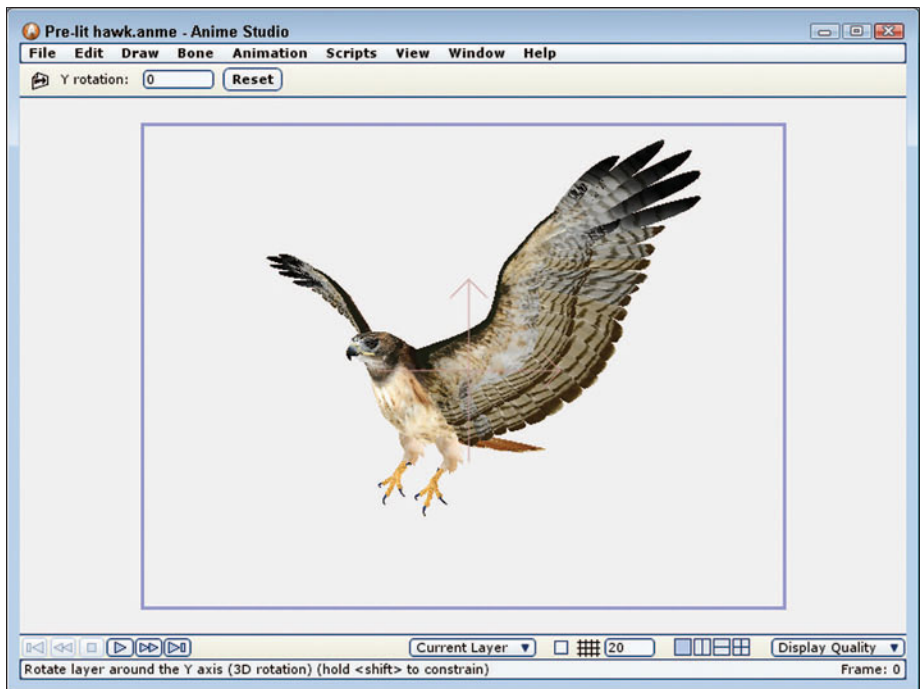 Pre-lit hawk.anme - Anime Studio
File Edit Draw Bone Animation Scripts View Window Help
Y rotation: 0 Reset
Current Layer 20 Display Quality
Rotate layer around the Y axis (3D rotation) (hold <shift> to constrain) Frame: 0